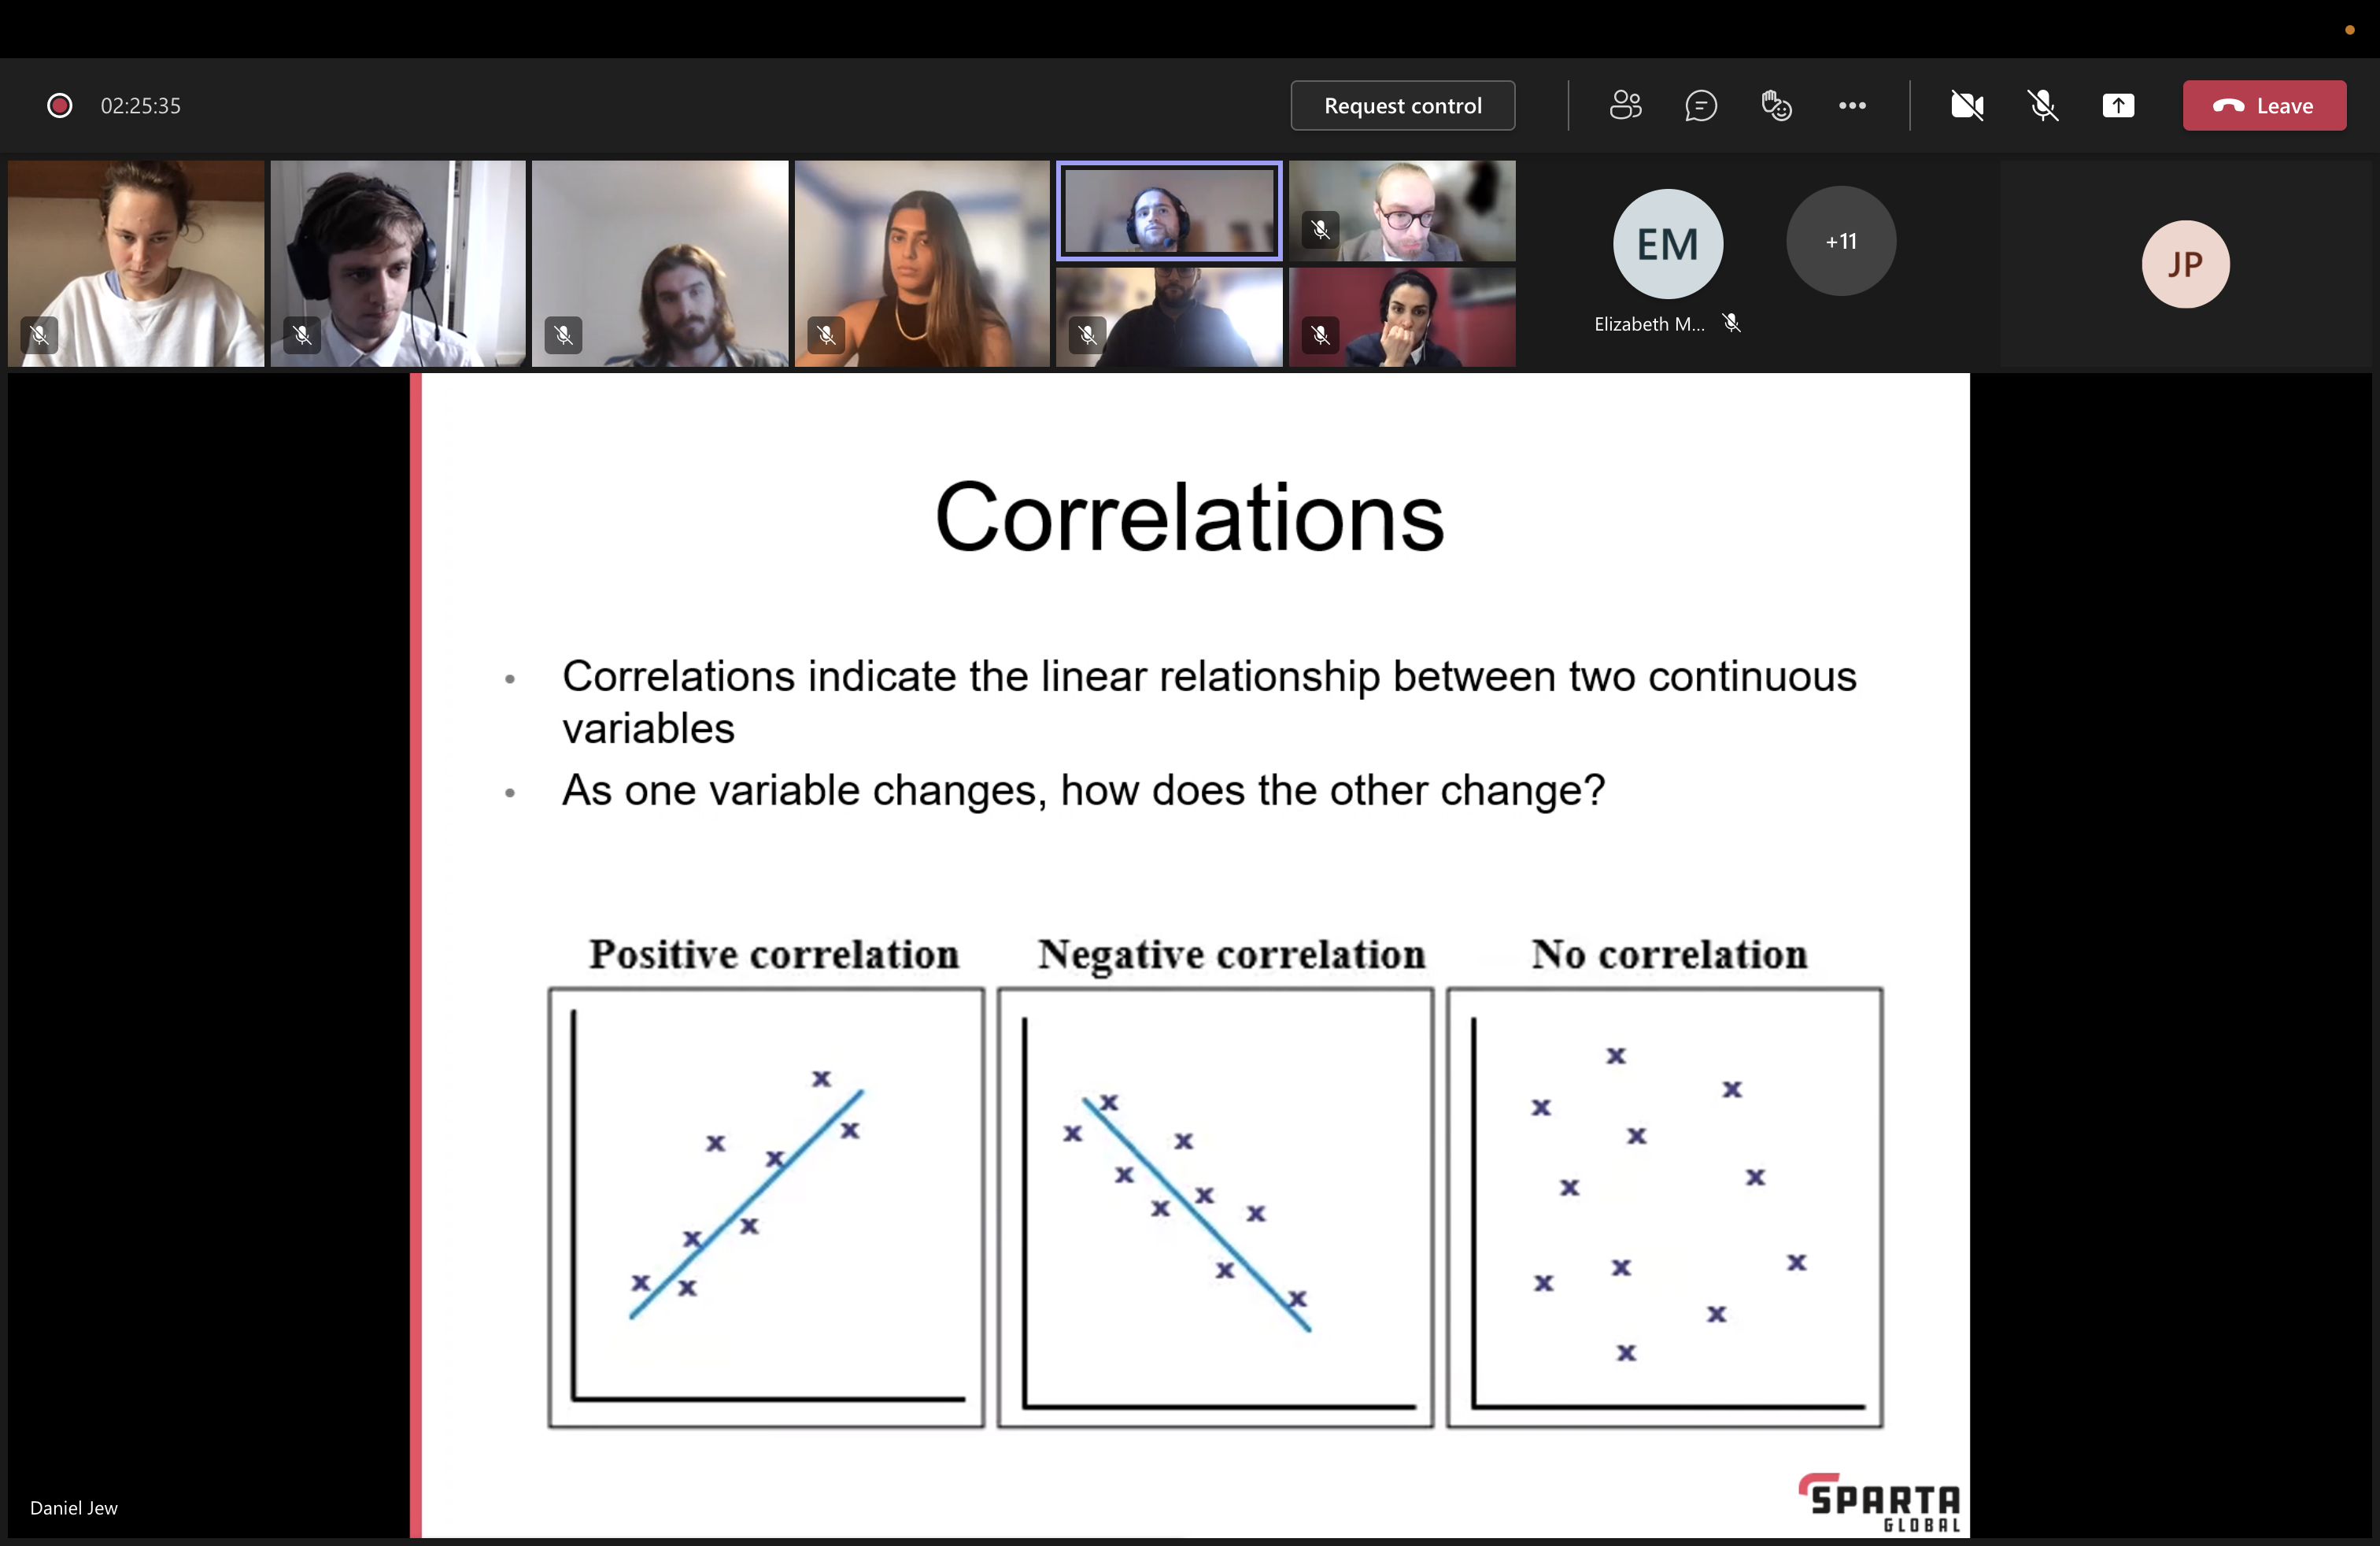 02:25:35
Request control
Leave
EM
+11
JP
Elizabeth M...
Correlations
• Correlations indicate the linear relationship between two continuous
variables
• As one variable changes, how does the other change?
Positive correlation
Negative correlation
No correlation
Daniel Jew
SPARTA
GLOBAL